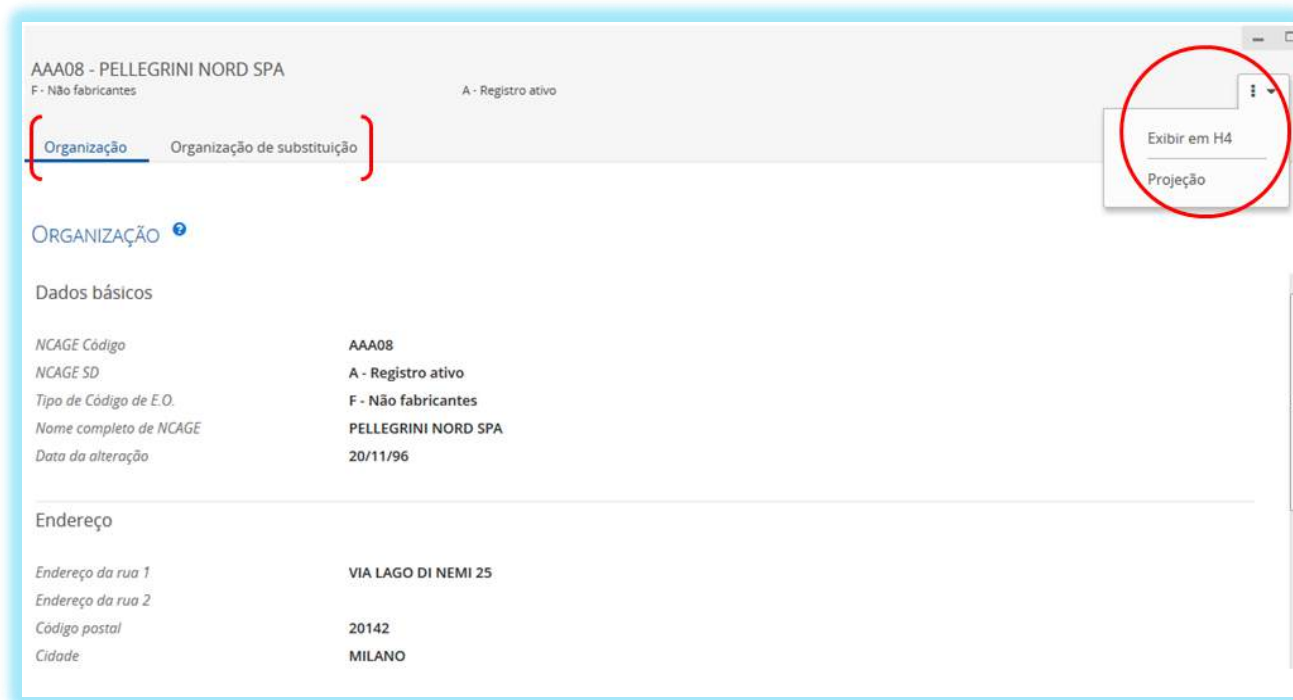 AAA08 - PELLEGRINI NORD SPA
F - Não fabricantes A - Registro ativo
Organização Organização de substituição
Exibir em H4
Projeção
ORGANIZAÇÃO ?
Dados básicos
NCAGE Código AAA08
NCAGE SD A - Registro ativo
Tipo de Código de E.O. F - Não fabricantes
Nome completo de NCAGE PELLEGRINI NORD SPA
Data da alteração 20/11/96
Endereço
Endereço da rua 1 VIA LAGO DI NEMI 25
Endereço da rua 2
Código postal 20142
Cidade MILANO